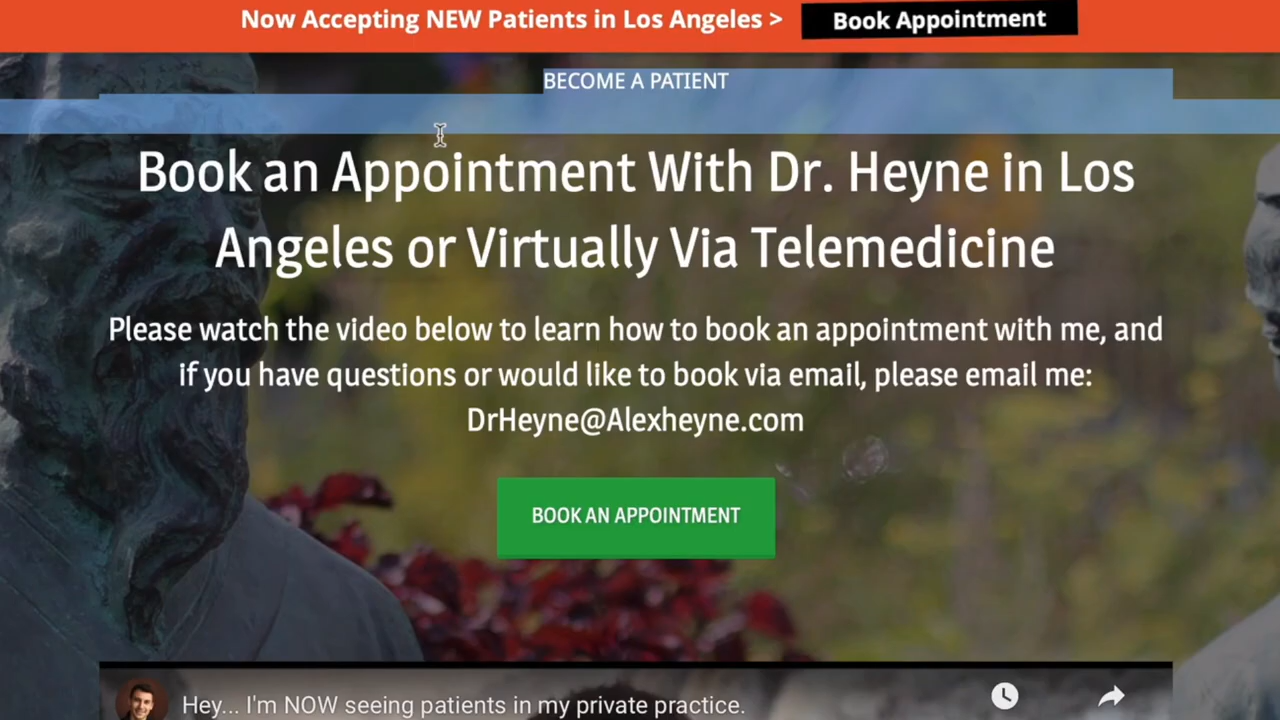 Now Accepting NEW Patients in Los Angeles >
Book Appointment
BECOME A PATIENT
Book an Appointment With Dr. Heyne in Los
Angeles or Virtually Via Telemedicine
Please watch the video below to learn how to book an appointment with me, and
if you have questions or would like to book via email, please email me:
DrHeyne@Alexheyne.com
BOOK AN APPOINTMENT
Hey... I'm NOW seeing patients in my private practice.